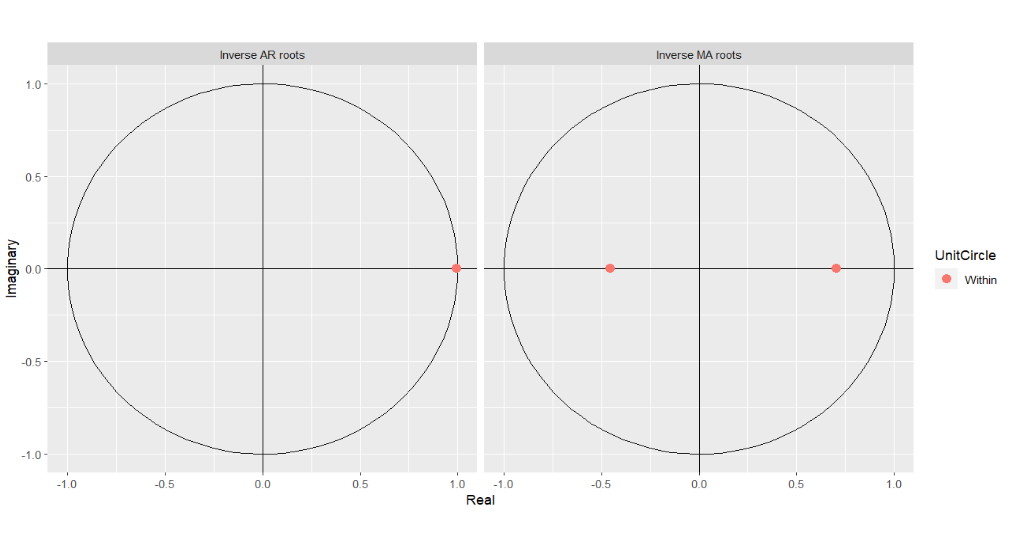 Inverse AR roots
Inverse MA roots
1.0
0.5
0.0
-0.5
-1.0
Imaginary
-1.0 -0.5 0.0 0.5 1.0
-1.0 -0.5 0.0 0.5 1.0
Real
UnitCircle
Within